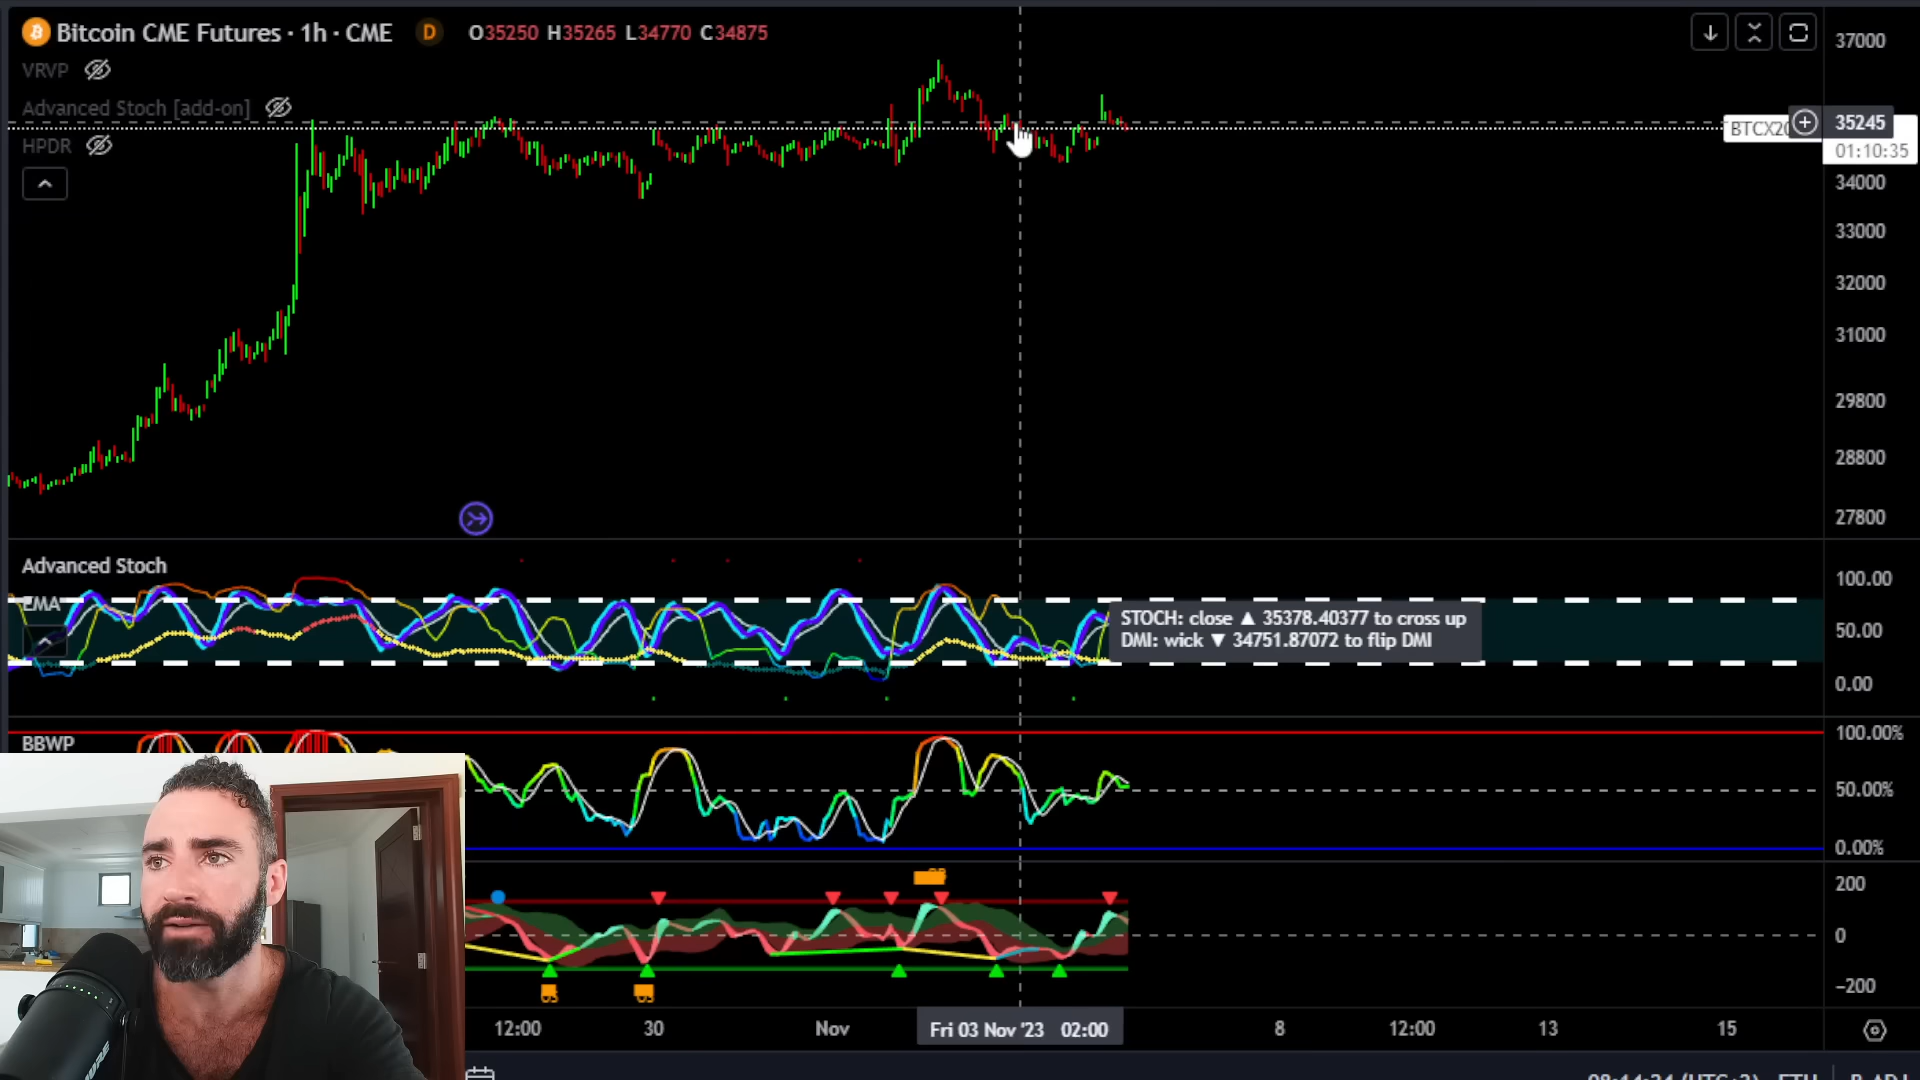 Bitcoin CME Futures · 1h · CME D O35250 H35265 L34770 C34875
VRVP
Advanced Stoch [add-on]
HPDR
37000
35245
01:10:35
34000
33000
32000
31000
29800
28800
27800
Advanced Stoch
EMA
STOCH: close ▲ 35378.40377 to cross up
DMI: wick ▼ 34751.87072 to flip DMI
100.00
50.00
0.00
BBWP
100.00%
50.00%
0.00%
200
0
−200
12:00 30 Nov Fri 03 Nov '23 02:00 8 12:00 13 15